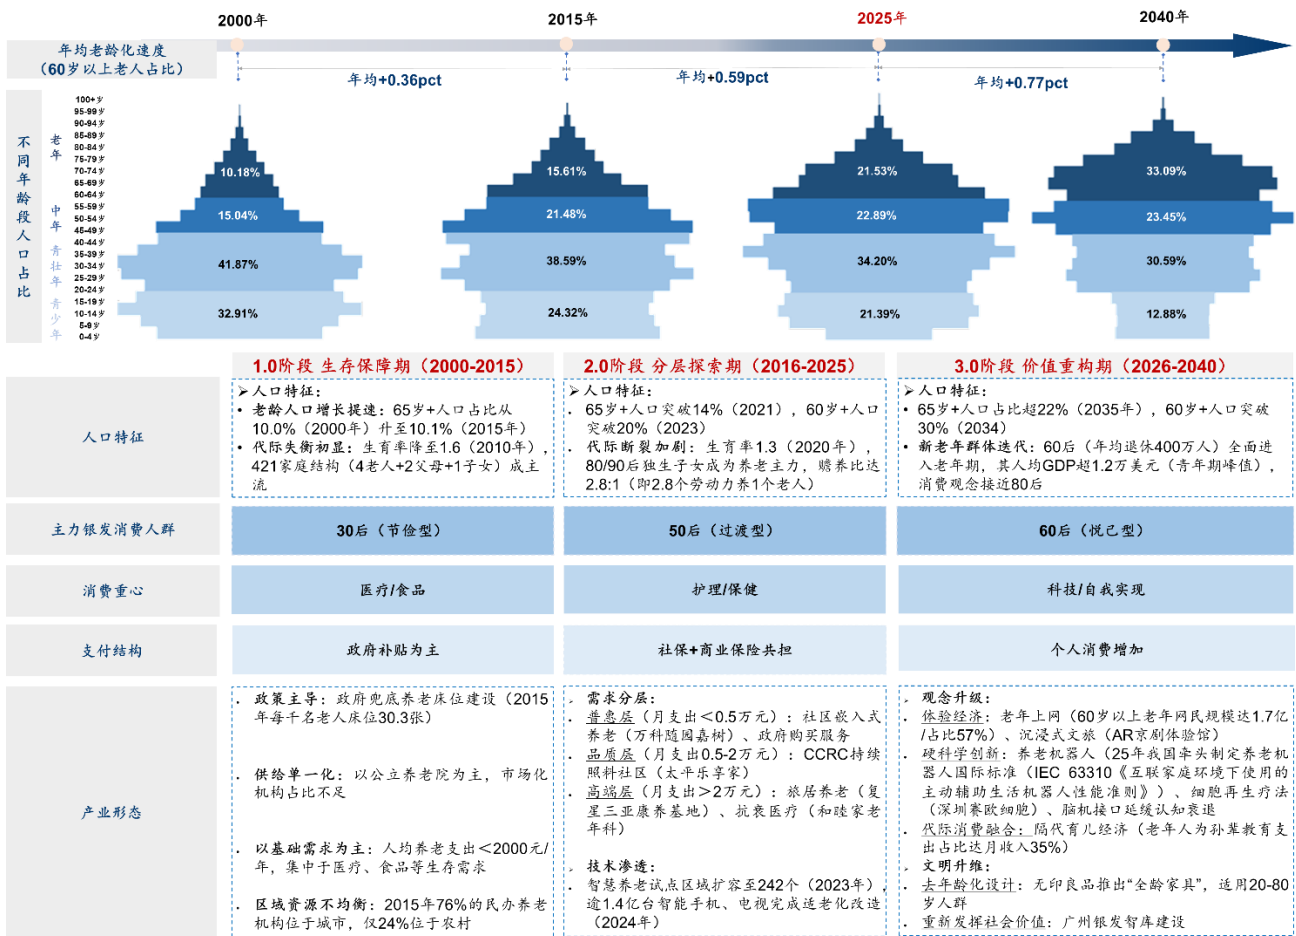 2000年
2015年
2025年
2040年
年均老龄化速度
（60岁以上老人占比）
年均+0.36pct
年均+0.59pct
年均+0.77pct
不同年龄段人口占比
老年
中年
青壮年
青少年
100+岁
95-99岁
90-94岁
85-89岁
80-84岁
75-79岁
70-74岁
65-69岁
60-64岁
55-59岁
50-54岁
45-49岁
40-44岁
35-39岁
30-34岁
25-29岁
20-24岁
15-19岁
10-14岁
5-9岁
0-4岁
10.18%
15.04%
41.87%
32.91%
15.61%
21.48%
38.59%
24.32%
21.53%
22.89%
34.20%
21.39%
33.09%
23.45%
30.59%
12.88%
1.0阶段 生存保障期（2000-2015）
2.0阶段 分层探索期（2016-2025）
3.0阶段 价值重构期（2026-2040）
人口特征
➢人口特征：
• 老龄人口增长提速：65岁+人口占比从
10.0%（2000年）升至10.1%（2015年）
• 代际失衡初显：生育率降至1.6（2010年），
421家庭结构（4老人+2父母+1子女）成主
流
➢人口特征：
• 65岁+人口突破14%（2021），60岁+人口
突破20%（2023）
• 代际断裂加剧：生育率1.3（2020年），
80/90后独生子女成为养老主力，赡养比达
2.8:1（即2.8个劳动力养1个老人）
➢人口特征：
• 65岁+人口占比超22%（2035年），60岁+人口突破
30%（2034）
• 新老年群体迭代：60后（年均退休400万人）全面进
入老年期，其人均GDP超1.2万美元（青年期峰值），
消费观念接近80后
主力银发消费人群
30后（节俭型）
50后（过渡型）
60后（悦己型）
消费重心
医疗/食品
护理/保健
科技/自我实现
支付结构
政府补贴为主
社保+商业保险共担
个人消费增加
产业形态
• 政策主导：政府兜底养老床位建设（2015
年每千名老人床位30.3张）
• 供给单一化：以公立养老院为主，市场化
机构占比不足
• 以基础需求为主：人均养老支出＜2000元/
年，集中于医疗、食品等生存需求
• 区域资源不均衡：2015年76%的民办养老
机构位于城市，仅24%位于农村
• 需求分层：
• 普惠层（月支出＜0.5万元）：社区嵌入式
养老（万科随园嘉树）、政府购买服务
• 品质层（月支出0.5-2万元）：CCRC持续
照料社区（太平乐享家）
• 高端层（月支出＞2万元）：旅居养老（复
星三亚康养基地）、抗衰医疗（和睦家老
年科）
• 技术渗透：
• 智慧养老试点区域扩容至242个（2023年），
逾1.4亿台智能手机、电视完成适老化改造
（2024年）
• 观念升级：
• 体验经济：老年上网（60岁以上老年网民规模达1.7亿
/占比57%）、沉浸式文旅（AR京剧体验馆）
• 硬科学创新：养老机器人（25年我国牵头制定养老机
器人国际标准（IEC 63310《互联家庭环境下使用的
主动辅助生活机器人性能准则》）、细胞再生疗法
（深圳赛欧细胞）、脑机接口延缓认知衰退
• 代际消费融合：隔代育儿经济（老年人为孙辈教育支
出占比达月收入35%）
• 文明升维：
• 去年龄化设计：无印良品推出“全龄家具”，适用20-80
岁人群
• 重新发挥社会价值：广州银发智库建设